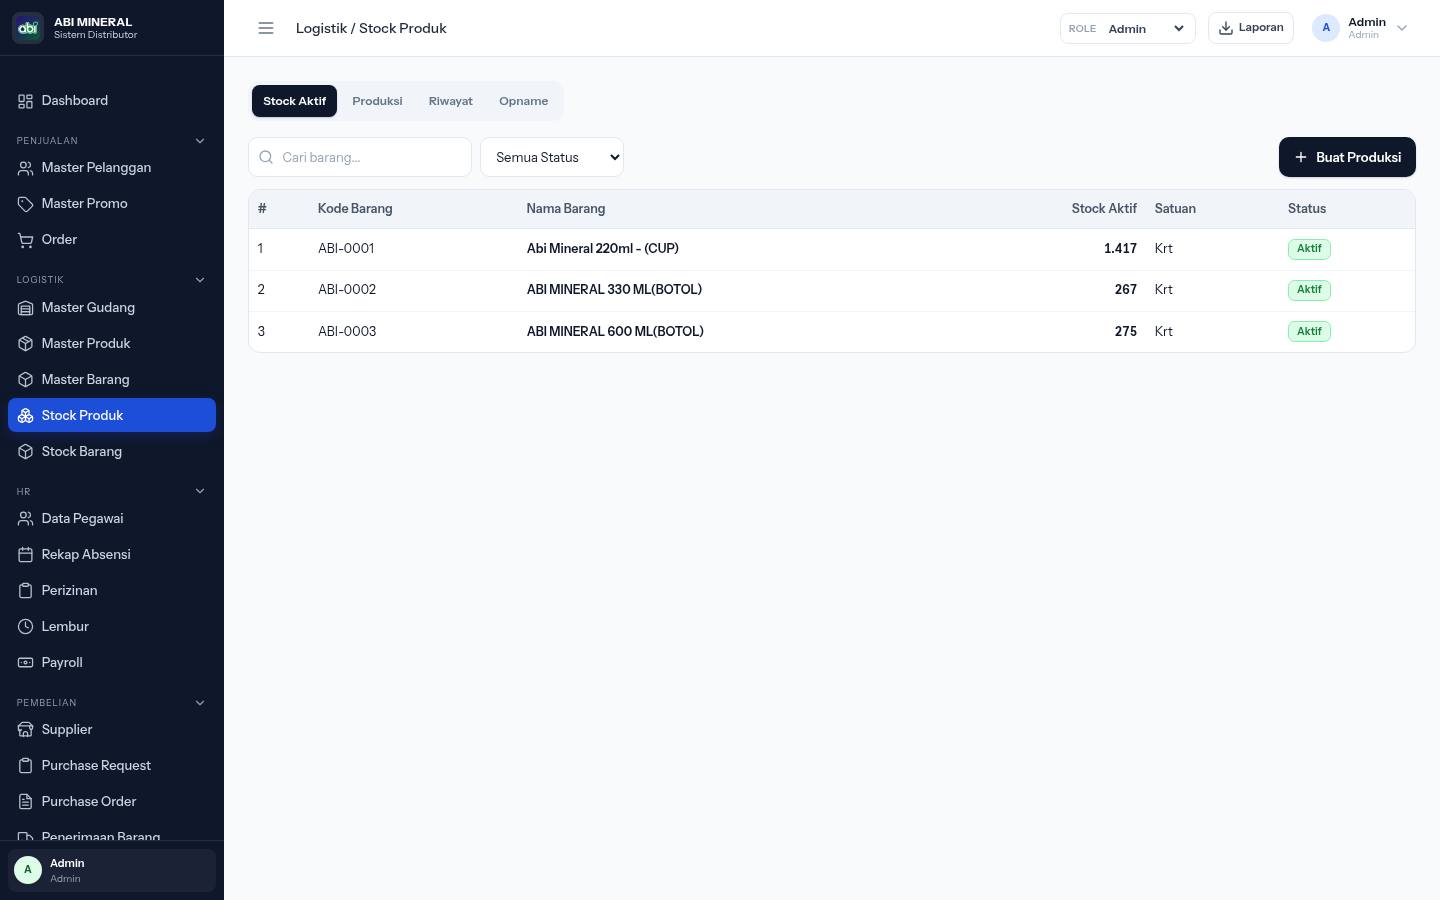 abi
ABI MINERAL
Sistem Distributor
Dashboard
PENJUALAN
Master Pelanggan
Master Promo
Order
LOGISTIK
Master Gudang
Master Produk
Master Barang
Stock Produk
Stock Barang
HR
Data Pegawai
Rekap Absensi
Perizinan
Lembur
Payroll
PEMBELIAN
Supplier
Purchase Request
Purchase Order
Penerimaan Barang
A
Admin
Admin
Logistik / Stock Produk
ROLE Admin
Laporan
A
Admin
Admin
Stock Aktif Produksi Riwayat Opname
Cari barang...
Semua Status
Buat Produksi
# Kode Barang Nama Barang Stock Aktif Satuan Status
1 ABI-0001 Abi Mineral 220ml - (CUP) 1.417 Krt Aktif
2 ABI-0002 ABI MINERAL 330 ML(BOTOL) 267 Krt Aktif
3 ABI-0003 ABI MINERAL 600 ML(BOTOL) 275 Krt Aktif